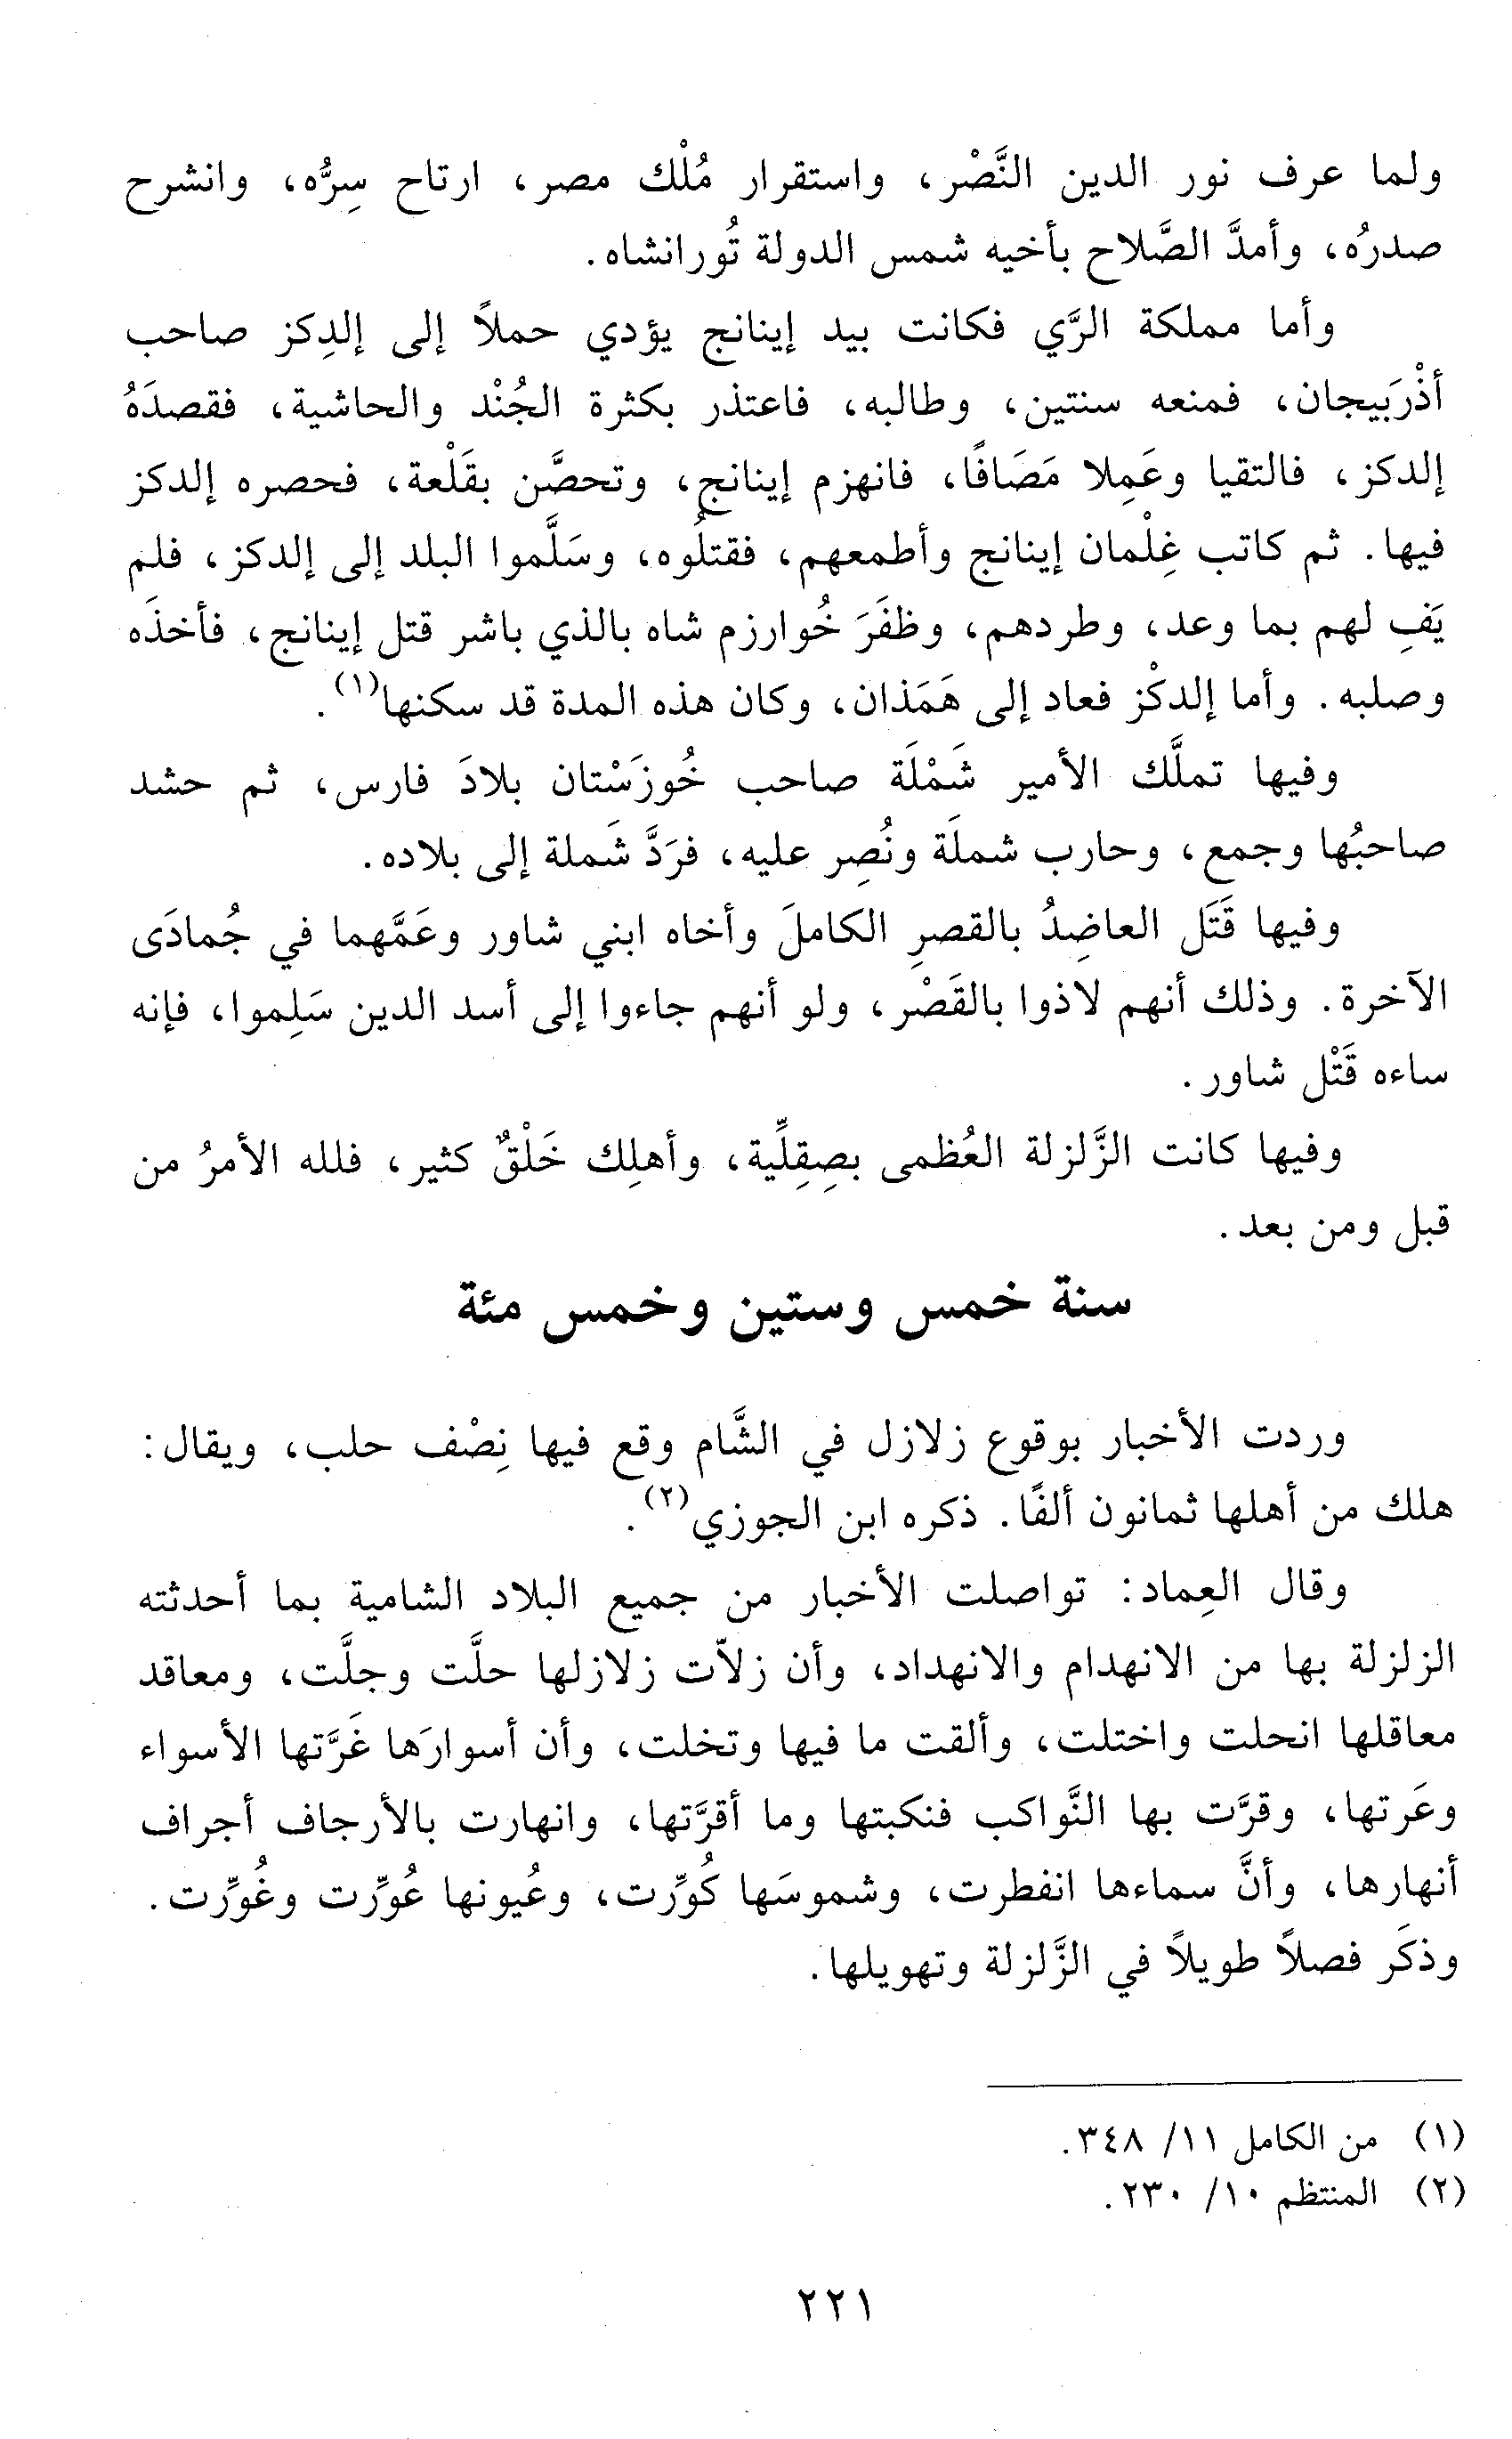 ولما عرف نور الدين النَّصْر، واستقرار مُلْك مصر، ارتاح سِرُّه، وانشرح
صدرُه، وأمدَّ الصَّلاح بأخيه شمس الدولة تُورانشاه.
وأما مملكة الرَّي فكانت بيد إينانج يؤدي حملاً إلى إلدِكز صاحب
أذْرَبيجان، فمنعه سنتين، وطالبه، فاعتذر بكثرة الجُنْد والحاشية، فقصدَهُ
إلدكز، فالتقيا وعَمِلا مَصَافًا، فانهزم إينانج، وتحصَّن بقَلْعة، فحصره إلدكز
فيها. ثم كاتب غِلْمان إينانج وأطمعهم، فقتلُوه، وسَلَّموا البلد إلى إلدكز، فلم
يَفِ لهم بما وعد، وطردهم، وظفَرَ خُوارزم شاه بالذي باشر قتل إينانج، فأخذَه
وصلبه. وأما إلدكْز فعاد إلى هَمَذان، وكان هذه المدة قد سكنها(١).
وفيها تملَّك الأمير شَمْلَة صاحب خُوزَسْتان بلادَ فارس، ثم حشد
صاحبُها وجمع، وحارب شملَة ونُصِر عليه، فرَدَّ شَملة إلى بلاده.
وفيها قَتَل العاضِدُ بالقصرِ الكاملَ وأخاه ابني شاور وعَمَّهما في جُمادَى
الآخرة. وذلك أنهم لاذوا بالقَصْر، ولو أنهم جاءوا إلى أسد الدين سَلِموا، فإنه
ساءه قَتْل شاور.
وفيها كانت الزَّلزلة العُظمى بصِقِلِّية، وأهلِك خَلْقٌ كثير، فلله الأمرُ من
قبل ومن بعد.
سنة خمس وستين وخمس مئة
وردت الأخبار بوقوع زلازل في الشَّام وقع فيها نِصْف حلب، ويقال:
هلك من أهلها ثمانون ألفًا. ذكره ابن الجوزي(٢).
وقال العِماد: تواصلت الأخبار من جميع البلاد الشامية بما أحدثته
الزلزلة بها من الانهدام والانهداد، وأن زلاّت زلازلها حلَّت وجلَّت، ومعاقد
معاقلها انحلت واختلت، وألقت ما فيها وتخلت، وأن أسوارَها غَرَّتها الأسواء
وعَرتها، وقرَّت بها النَّواكب فنكبتها وما أقرَّتها، وانهارت بالأرجاف أجراف
أنهارها، وأنَّ سماءها انفطرت، وشموسَها كُوِّرت، وعُيونها عُوِّرت وغُوِّرت.
وذكَر فصلاً طويلاً في الزَّلزلة وتهويلها.
(١) من الكامل ١١/ ٣٤٨.
(٢) المنتظم ١٠/ ٢٣٠.
٢٢١